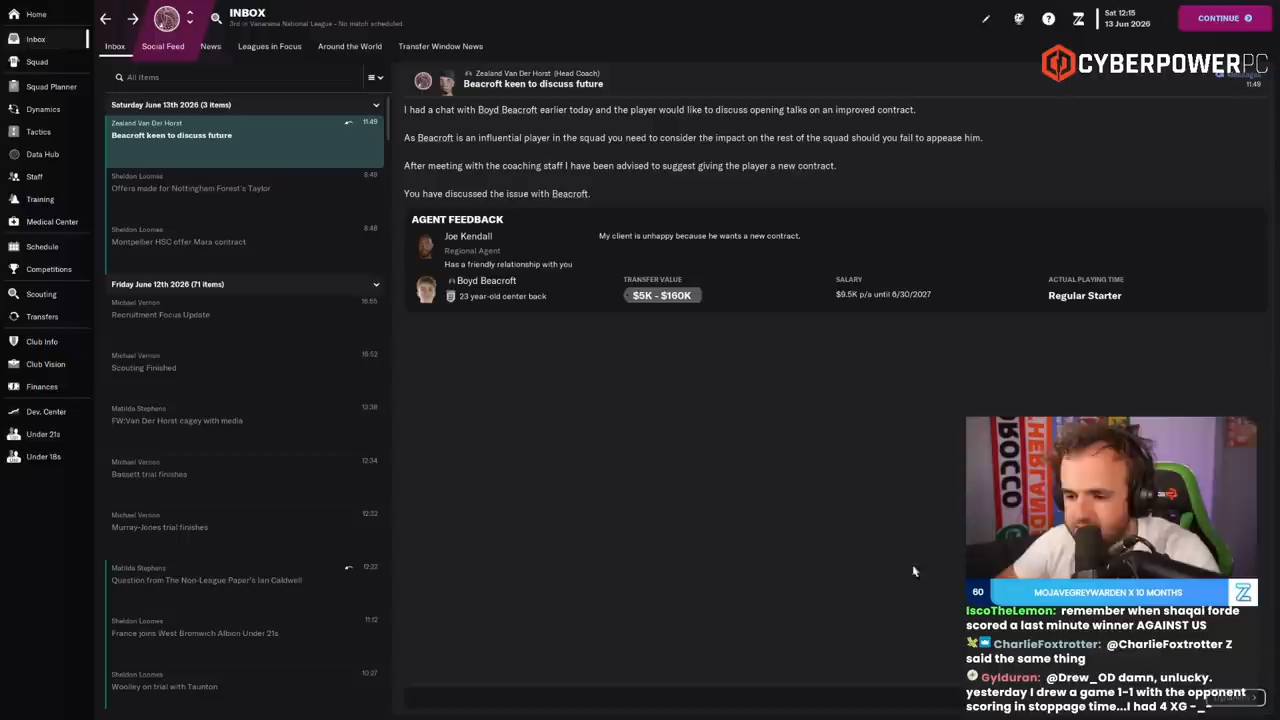 Home
Inbox
Squad
Squad Planner
Dynamics
Tactics
Data Hub
Staff
Training
Medical Center
Schedule
Competitions
Scouting
Transfers
Club Info
Club Vision
Finances
Dev. Center
Under 21s
Under 18s
INBOX
3rd in Vanarama National League - No match scheduled.
Sat 12:15
13 Jun 2026
CONTINUE
Inbox
Social Feed
News
Leagues in Focus
Around the World
Transfer Window News
CYBERPOWERPC
All Items
Saturday June 13th 2026 (3 items)
Zealand Van Der Horst
11:49
Beacroft keen to discuss future
Sheldon Loomes
8:49
Offers made for Nottingham Forest's Taylor
Sheldon Loomes
8:48
Montpellier HSC offer Mara contract
Friday June 12th 2026 (71 items)
Michael Vernon
16:55
Recruitment Focus Update
Michael Vernon
16:52
Scouting Finished
Matilda Stephens
12:38
FW:Van Der Horst cagey with media
Michael Vernon
12:34
Bassett trial finishes
Michael Vernon
12:32
Murray-Jones trial finishes
Matilda Stephens
12:22
Question from The Non-League Paper's Ian Caldwell
Sheldon Loomes
11:12
France joins West Bromwich Albion Under 21s
Sheldon Loomes
10:27
Woolley on trial with Taunton
Zealand Van Der Horst (Head Coach)
Beacroft keen to discuss future
11:49
I had a chat with Boyd Beacroft earlier today and the player would like to discuss opening talks on an improved contract.
As Beacroft is an influential player in the squad you need to consider the impact on the rest of the squad should you fail to appease him.
After meeting with the coaching staff I have been advised to suggest giving the player a new contract.
You have discussed the issue with Beacroft.
AGENT FEEDBACK
Joe Kendall
Regional Agent
Has a friendly relationship with you
My client is unhappy because he wants a new contract.
Boyd Beacroft
23 year-old center back
TRANSFER VALUE
$5K - $160K
SALARY
$9.5K p/a until 6/30/2027
ACTUAL PLAYING TIME
Regular Starter
60
MOJAVEGREYWARDEN X 10 MONTHS
IscoTheLemon: remember when shaqai forde
scored a last minute winner AGAINST US
CharlieFoxtrotter: @CharlieFoxtrotter Z
said the same thing
Gylduran: @Drew_OD damn, unlucky.
yesterday I drew a game 1-1 with the opponent
scoring in stoppage time...I had 4 XG -_-